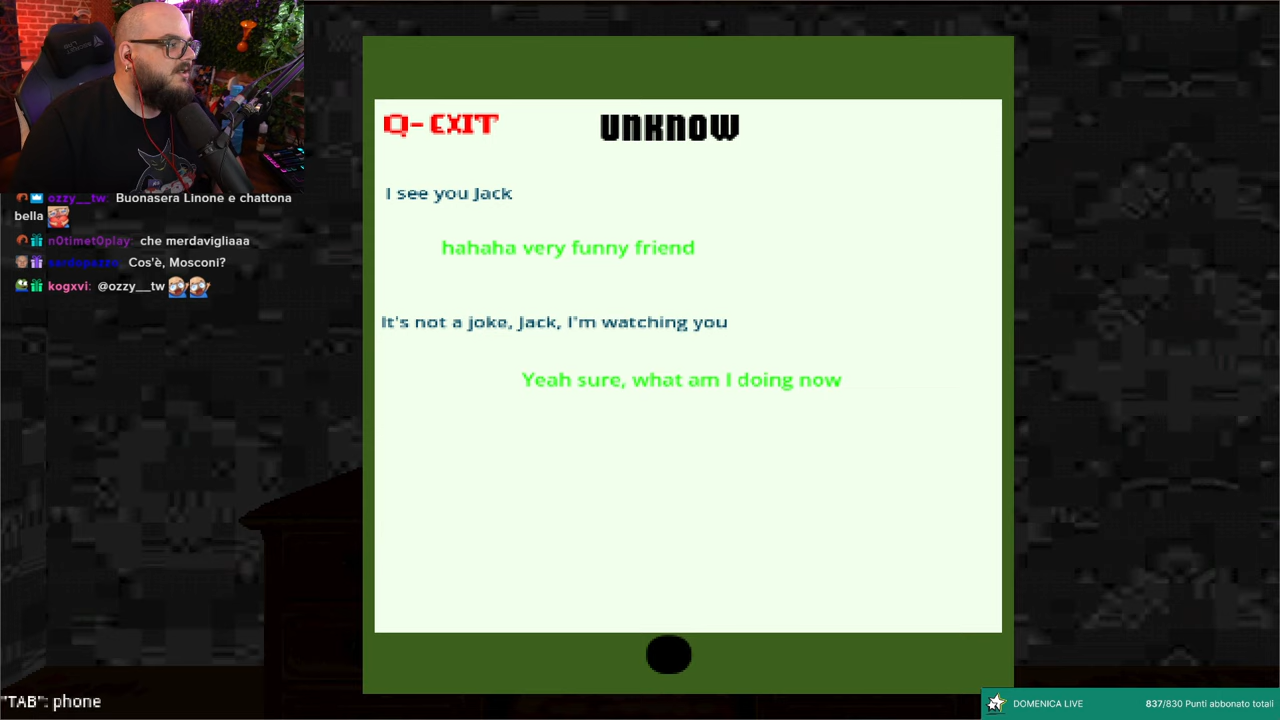 ozzy__tw: Buonasera Linone e chattona
bella
n0timet0play: che merdavigliaaa
sardopazzo: Cos'è, Mosconi?
kogxvi: @ozzy__tw
Q- EXIT
UNKNOW
I see you Jack
hahaha very funny friend
It's not a joke, Jack, I'm watching you
Yeah sure, what am I doing now
"TAB": phone
DOMENICA LIVE
837/830 Punti abbonato totali